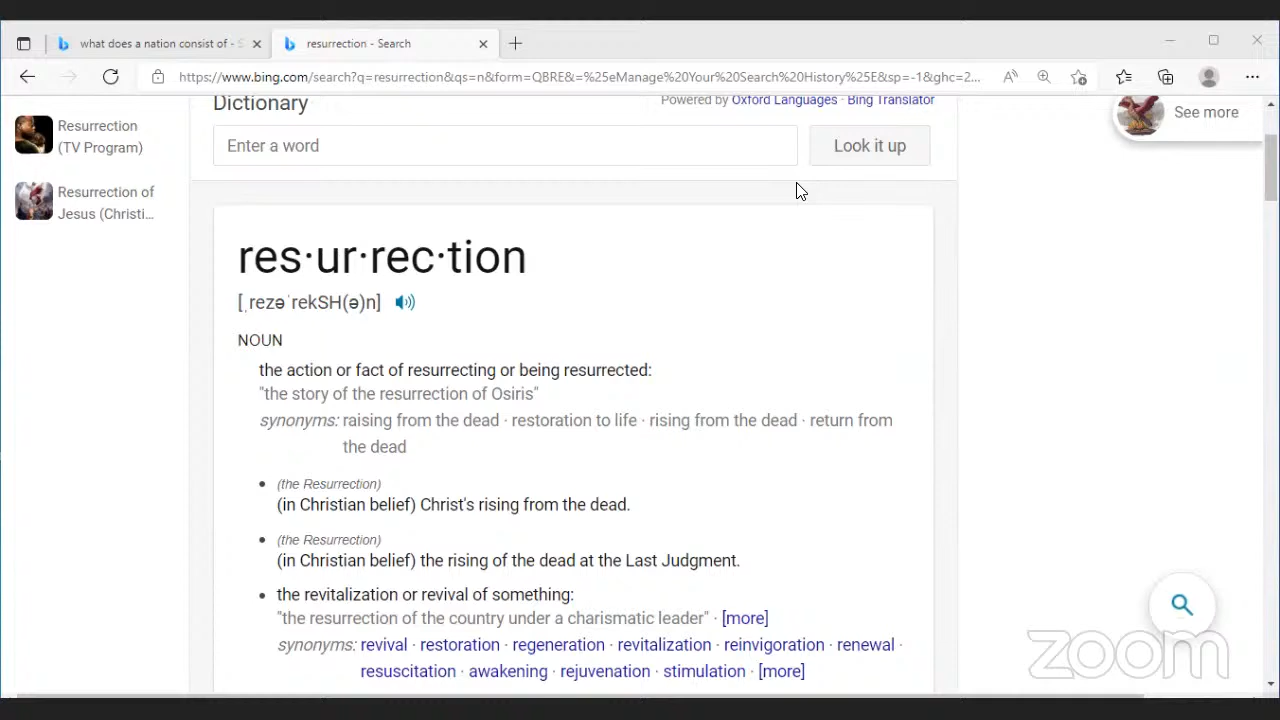 what does a nation consist of - S
resurrection - Search
https://www.bing.com/search?q=resurrection&qs=n&form=QBRE&=%25eManage%20Your%20Search%20History%25E&sp=-1&ghc=2...
Dictionary
Powered by Oxford Languages · Bing Translator
Resurrection
(TV Program)
See more
Enter a word
Look it up
Resurrection of
Jesus (Christi...
res·ur·rec·tion
[ˌrezəˈrekSH(ə)n]
NOUN
the action or fact of resurrecting or being resurrected:
"the story of the resurrection of Osiris"
synonyms: raising from the dead · restoration to life · rising from the dead · return from
the dead
• (the Resurrection)
(in Christian belief) Christ's rising from the dead.
• (the Resurrection)
(in Christian belief) the rising of the dead at the Last Judgment.
• the revitalization or revival of something:
"the resurrection of the country under a charismatic leader" · [more]
synonyms: revival · restoration · regeneration · revitalization · reinvigoration · renewal ·
resuscitation · awakening · rejuvenation · stimulation · [more]
zoom